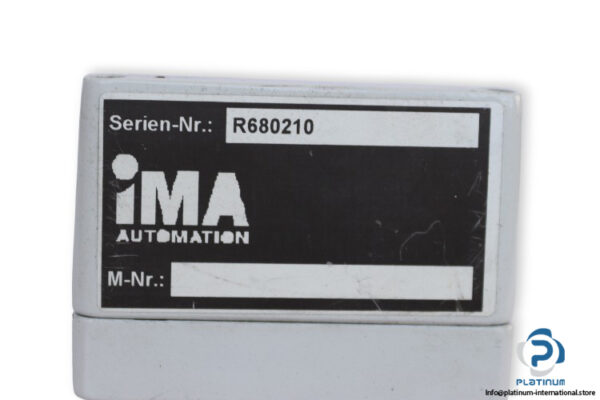 Serien-Nr.: R680210
iMA
AUTOMATION
M-Nr.:
PLATINUM
Info@platinum-international.store